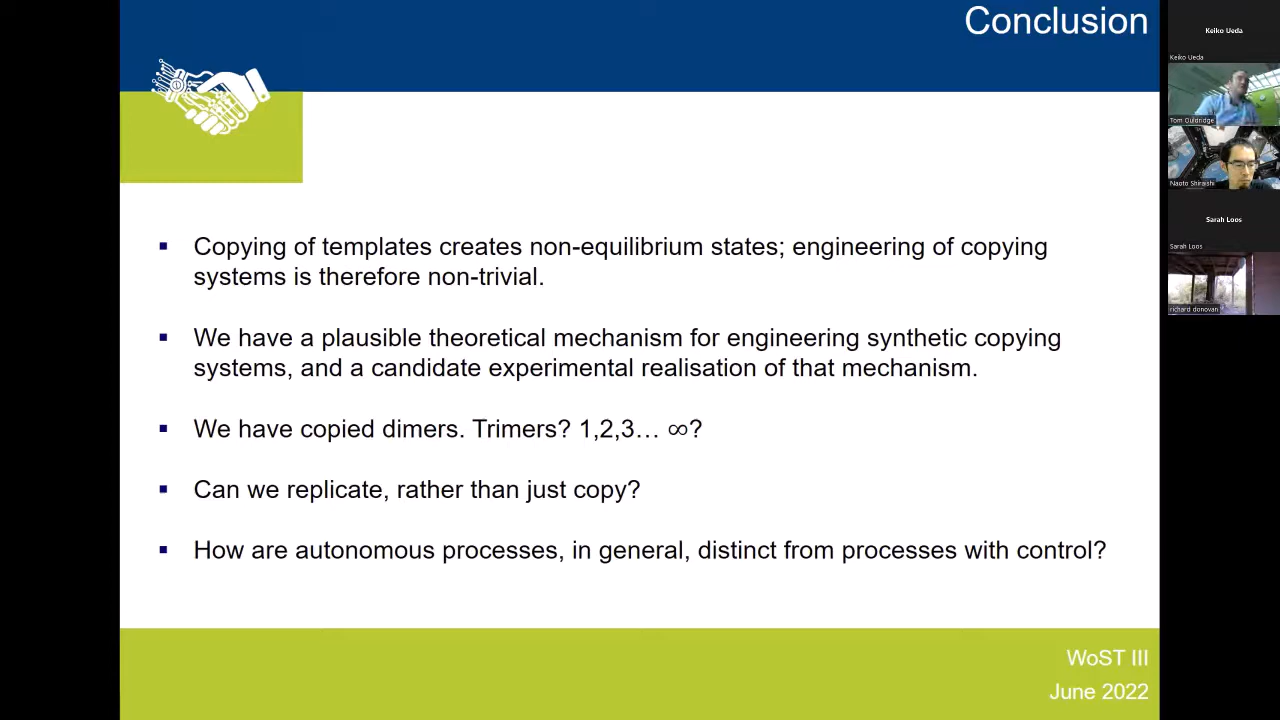 Conclusion
Copying of templates creates non-equilibrium states; engineering of copying
systems is therefore non-trivial.
We have a plausible theoretical mechanism for engineering synthetic copying
systems, and a candidate experimental realisation of that mechanism.
We have copied dimers. Trimers? 1,2,3… ∞?
Can we replicate, rather than just copy?
How are autonomous processes, in general, distinct from processes with control?
WoST III
June 2022
Keiko Ueda
Keiko Ueda
Tom Ouldridge
Naoto Shiraishi
Sarah Loos
Sarah Loos
richard donovan